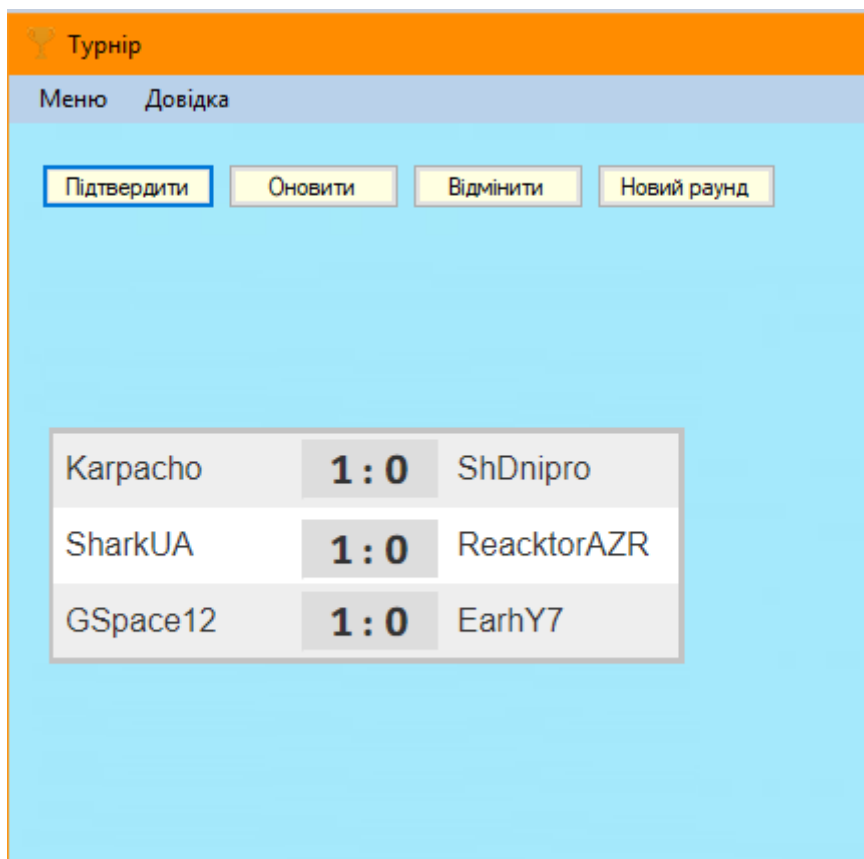 Турнір
Меню Довідка
Підтвердити Оновити Відмінити Новий раунд
Karpacho 1 : 0 ShDnipro
SharkUA 1 : 0 ReacktorAZR
GSpace12 1 : 0 EarhY7